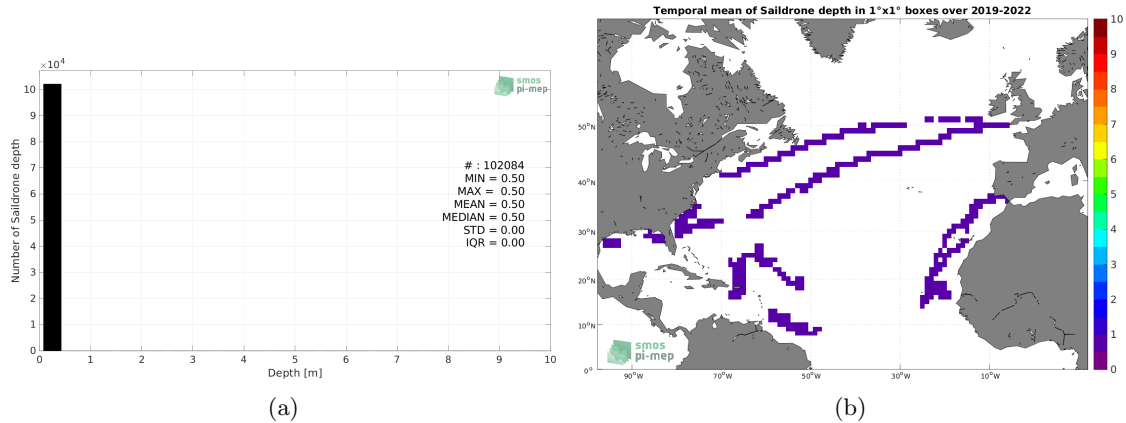 ×10⁴
10
9
8
7
6
5
4
3
2
1
0
Number of Saildrone depth
smos
pi-mep
# : 102084
MIN = 0.50
MAX = 0.50
MEAN = 0.50
MEDIAN = 0.50
STD = 0.00
IQR = 0.00
0 1 2 3 4 5 6 7 8 9 10
Depth [m]
(a)
Temporal mean of Saildrone depth in 1°x1° boxes over 2019-2022
50°N
40°N
30°N
20°N
10°N
0°
smos
pi-mep
90°W 70°W 50°W 30°W 10°W
10
9
8
7
6
5
4
3
2
1
0
(b)